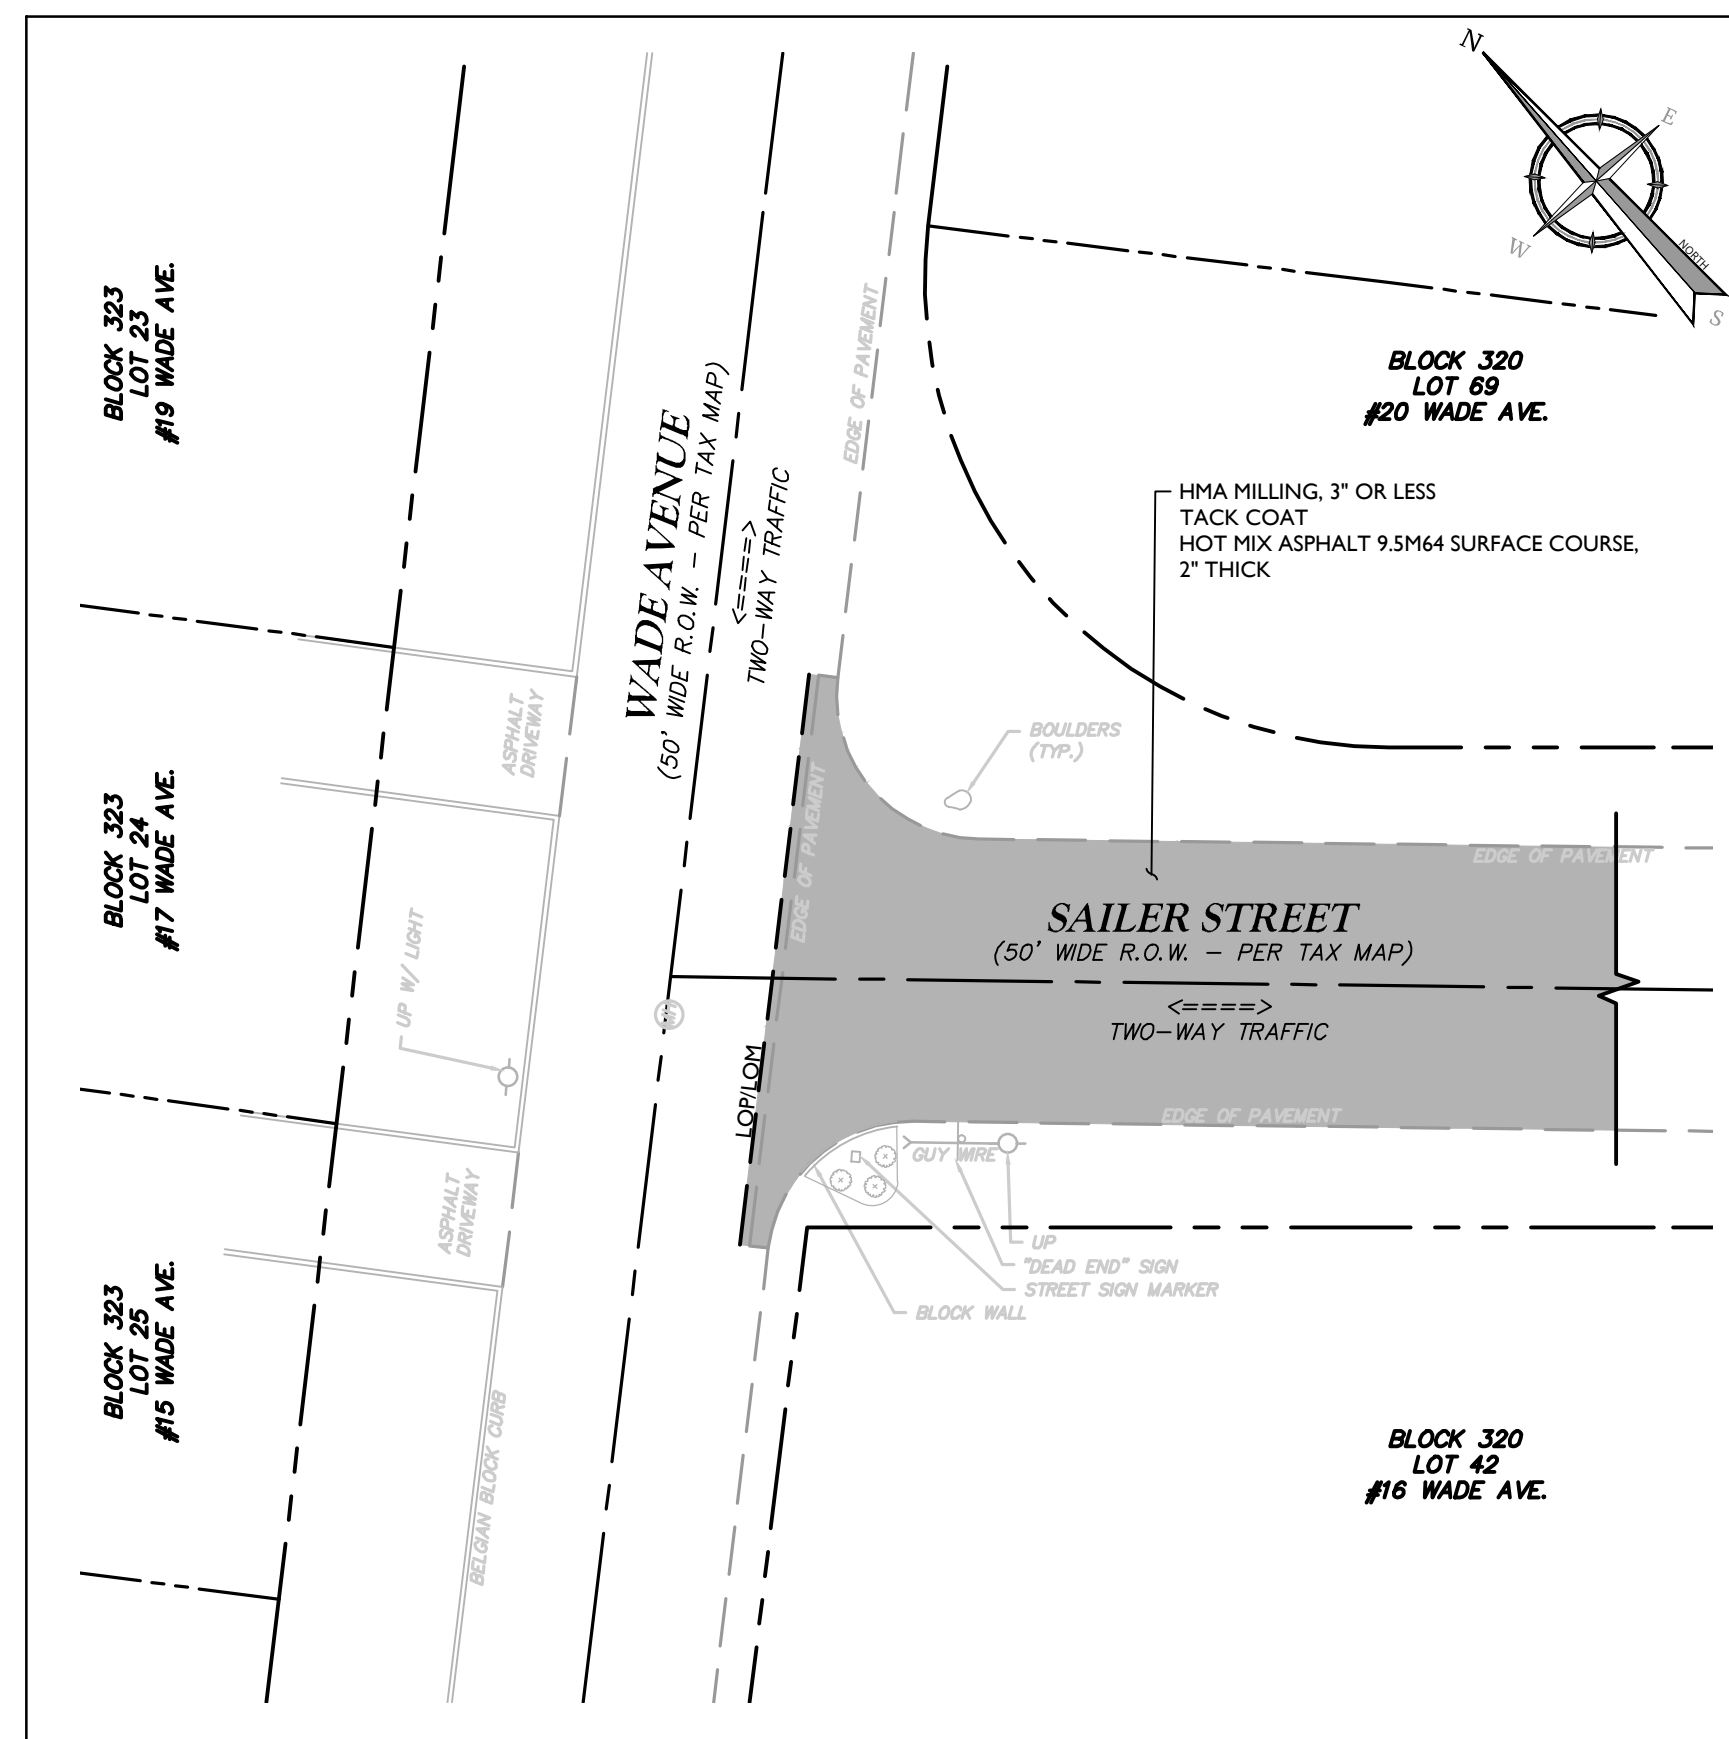 N
E
W
S
NORTH
BLOCK 323
LOT 23
#19 WADE AVE.
BLOCK 320
LOT 69
#20 WADE AVE.
EDGE OF PAVEMENT
WADE AVENUE
(50' WIDE R.O.W. - PER TAX MAP)
<====>
TWO-WAY TRAFFIC
HMA MILLING, 3" OR LESS
TACK COAT
HOT MIX ASPHALT 9.5M64 SURFACE COURSE,
2" THICK
ASPHALT
DRIVEWAY
BOULDERS
(TYP.)
BLOCK 323
LOT 24
#17 WADE AVE.
EDGE OF PAVEMENT
EDGE OF PAVEMENT
UP W/ LIGHT
SAILER STREET
(50' WIDE R.O.W. - PER TAX MAP)
<====>
TWO-WAY TRAFFIC
MH
LOP/LOM
EDGE OF PAVEMENT
GUY WIRE
ASPHALT
DRIVEWAY
UP
"DEAD END" SIGN
STREET SIGN MARKER
BLOCK WALL
BLOCK 323
LOT 25
#15 WADE AVE.
BELGIAN BLOCK CURB
BLOCK 320
LOT 42
#16 WADE AVE.